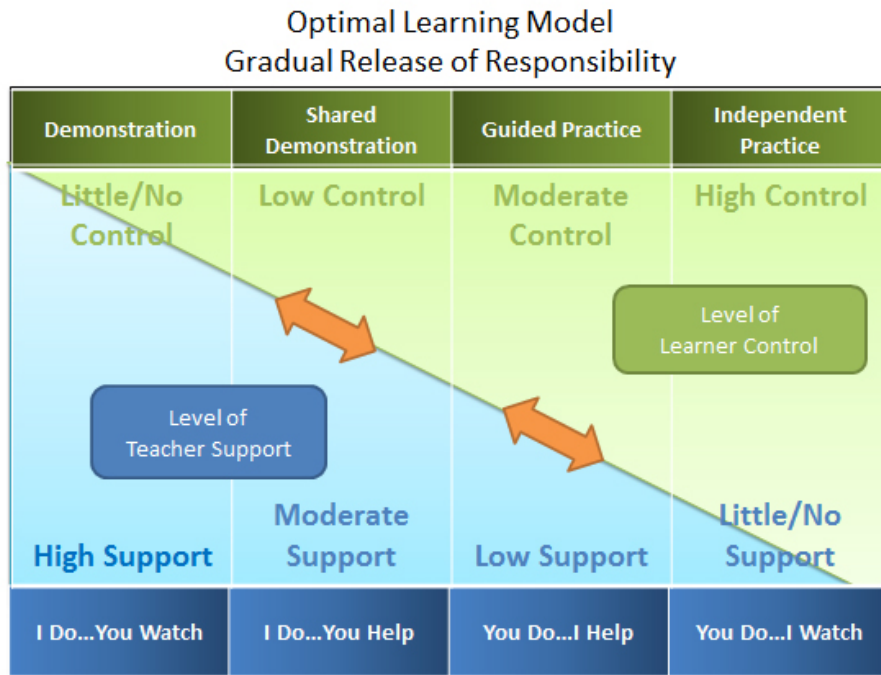 Optimal Learning Model
Gradual Release of Responsibility
Demonstration
Shared
Demonstration
Guided Practice
Independent
Practice
Little/No
Control
Low Control
Moderate
Control
High Control
Level of
Learner Control
Level of
Teacher Support
High Support
Moderate
Support
Low Support
Little/No
Support
I Do...You Watch
I Do...You Help
You Do...I Help
You Do...I Watch